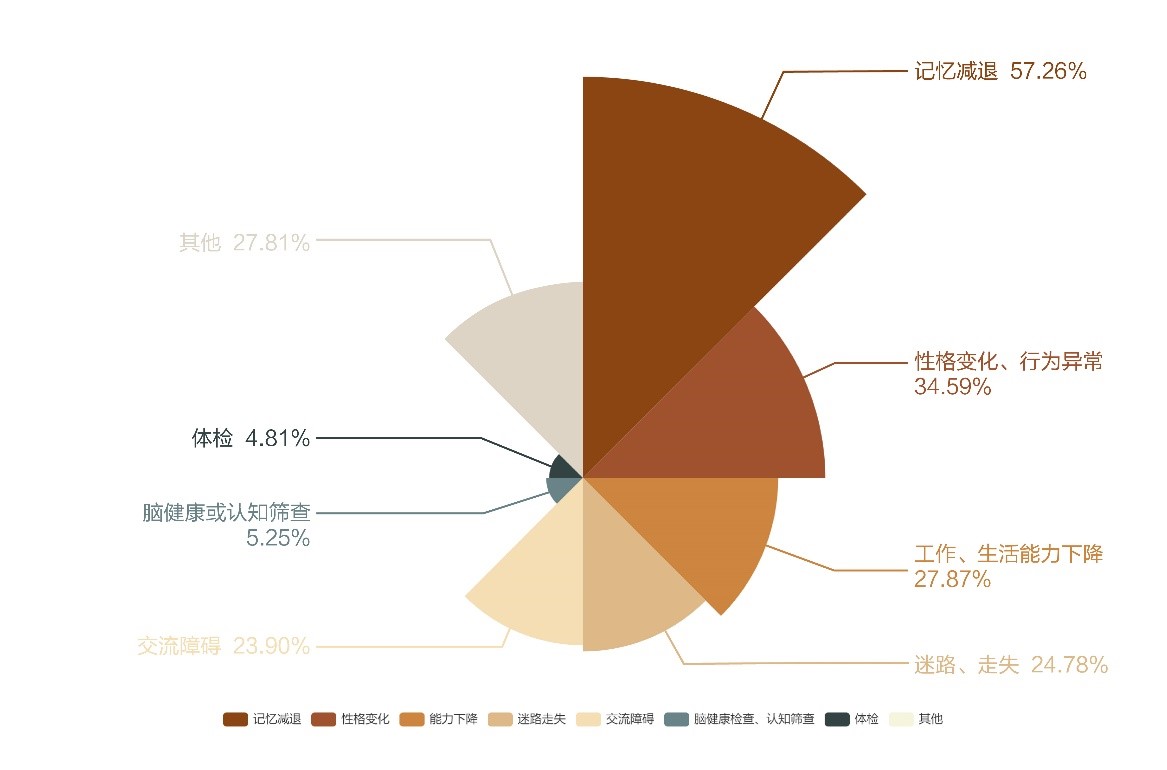 记忆减退 57.26%
其他 27.81%
性格变化、行为异常
34.59%
体检 4.81%
脑健康或认知筛查
5.25%
工作、生活能力下降
27.87%
交流障碍 23.90%
迷路、走失 24.78%
记忆减退 性格变化 能力下降 迷路走失 交流障碍 脑健康检查、认知筛查 体检 其他